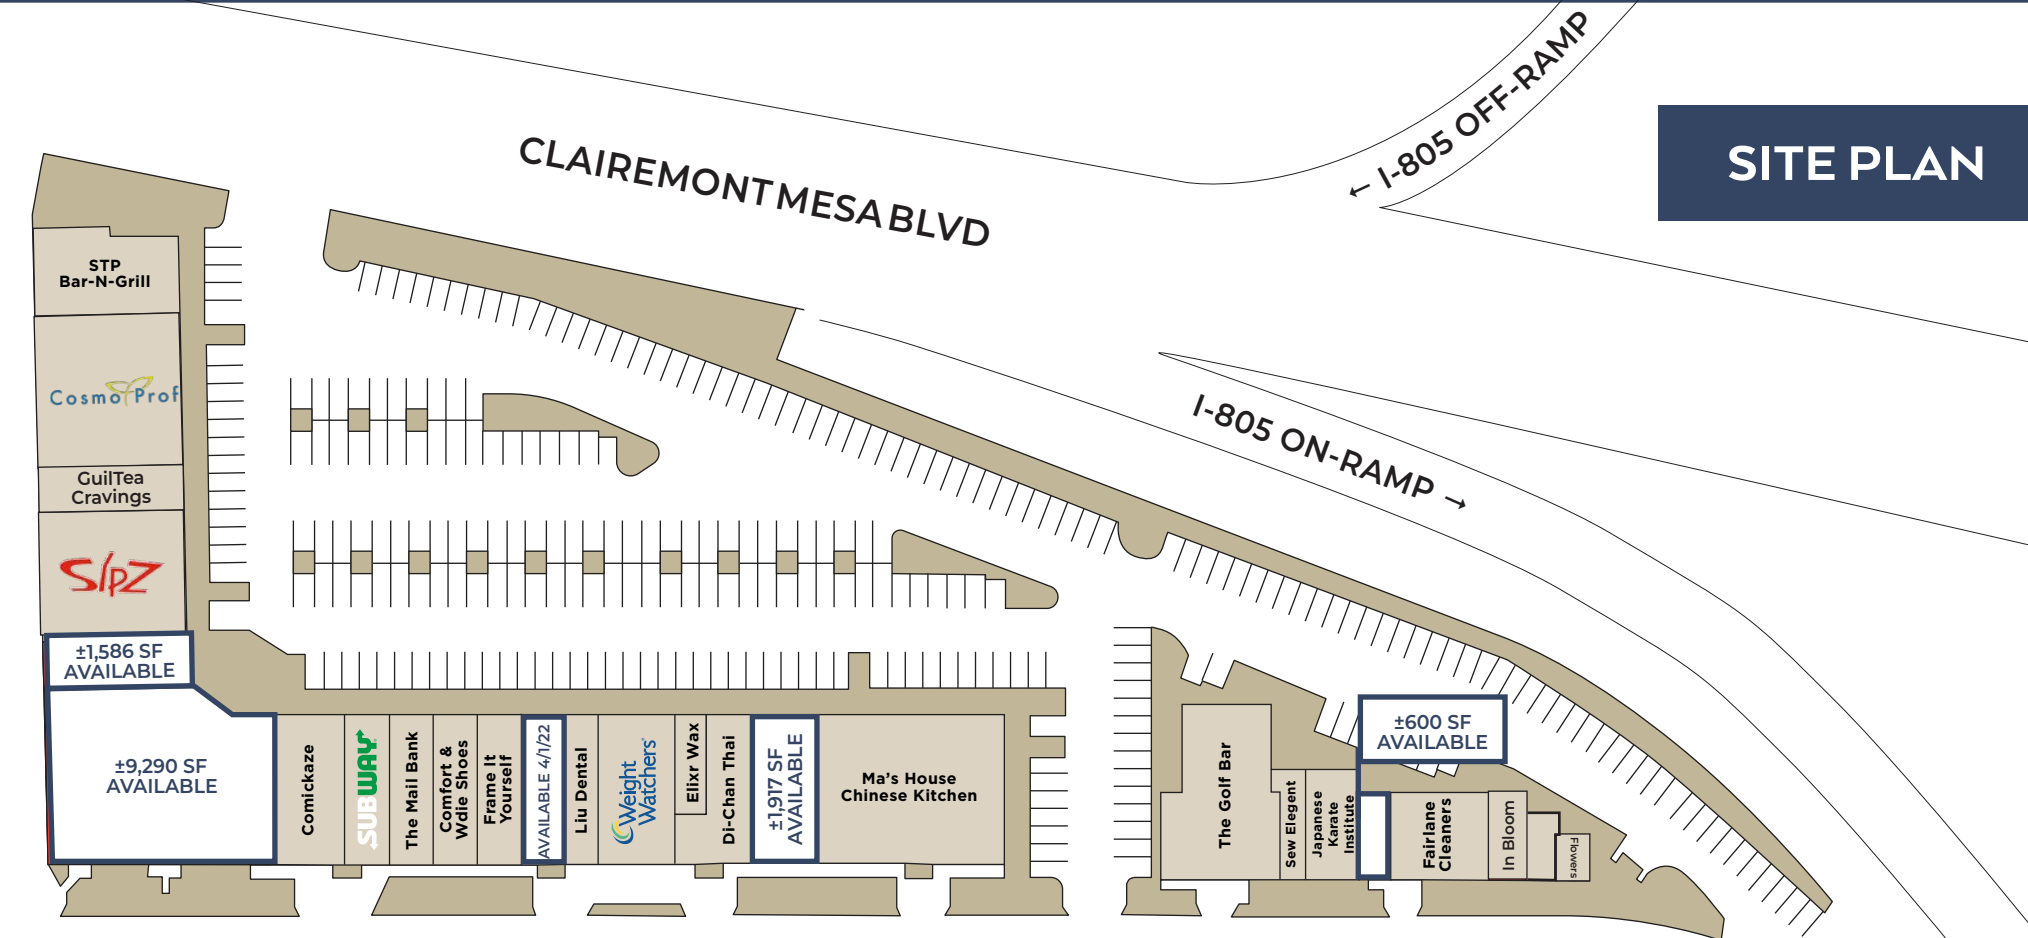 SITE PLAN
← I-805 OFF-RAMP
CLAIREMONT MESA BLVD
I-805 ON-RAMP →
STP
Bar-N-Grill
CosmoProf
GuilTea
Cravings
SipZ
±1,586 SF
AVAILABLE
±9,290 SF
AVAILABLE
Comickaze
SUBWAY
The Mail Bank
Comfort &
Wdie Shoes
Frame It
Yourself
AVAILABLE 4/1/22
Liu Dental
Weight
Watchers
Elixr Wax
Di-Chan Thai
±1,917 SF
AVAILABLE
Ma's House
Chinese Kitchen
The Golf Bar
Sew Elegent
Japanese
Karate
Institute
±600 SF
AVAILABLE
Fairlane
Cleaners
In Bloom
Flowers